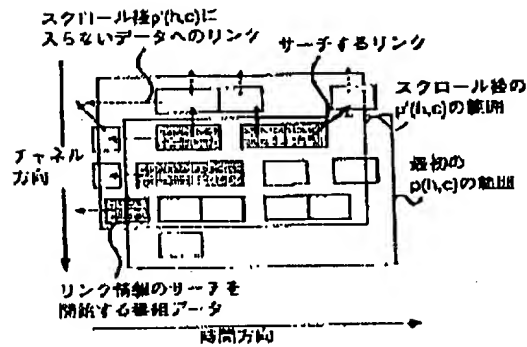 スクロール後p'(h,c)に
入らないデータへのリンク
サーチするリンク
スクロール後の
p'(h,c)の範囲
チャネル
方向
最初の
p(h,c)の範囲
リンク情報のサーチを
開始する番組データ
時間方向